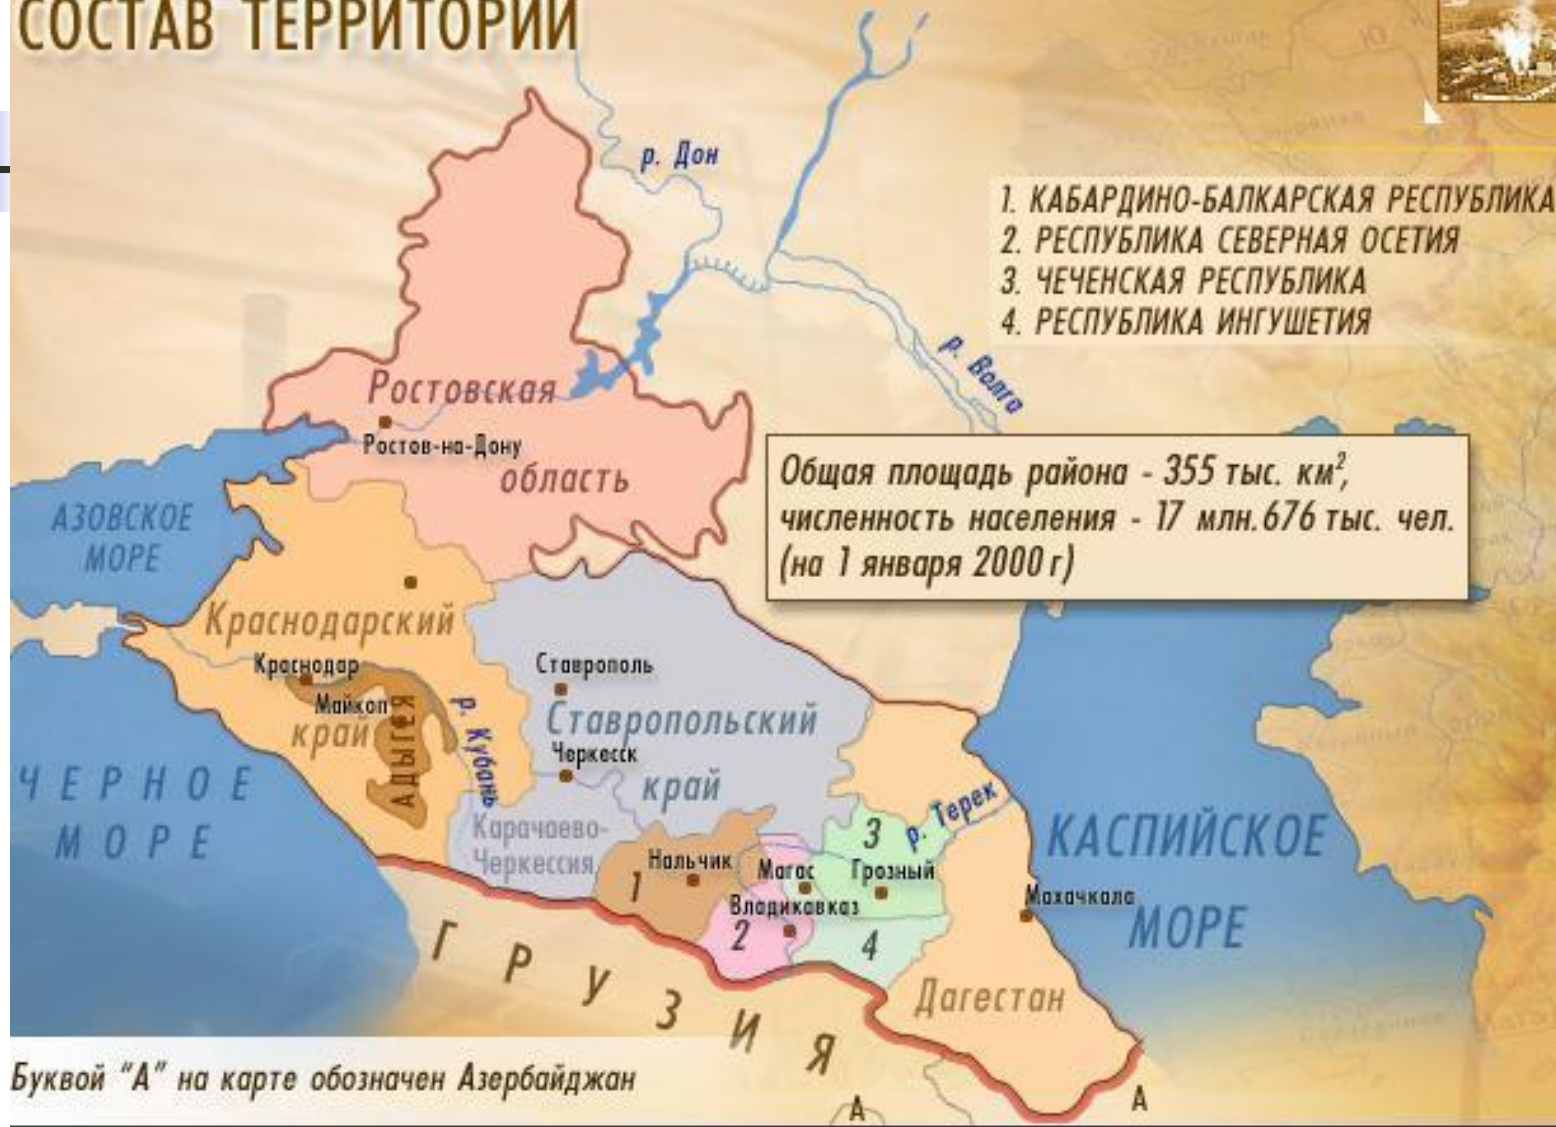 СОСТАВ ТЕРРИТОРИИ
р. Дон
1. КАБАРДИНО-БАЛКАРСКАЯ РЕСПУБЛИКА
2. РЕСПУБЛИКА СЕВЕРНАЯ ОСЕТИЯ
3. ЧЕЧЕНСКАЯ РЕСПУБЛИКА
4. РЕСПУБЛИКА ИНГУШЕТИЯ
р. Волга
Ростовская
Ростов-на-Дону
область
Общая площадь района - 355 тыс. км²,
численность населения - 17 млн.676 тыс. чел.
(на 1 января 2000 г)
АЗОВСКОЕ
МОРЕ
Краснодарский
Краснодар
Майкоп
край
АДЫГЕЯ
р. Кубань
Ставрополь
Ставропольский
Черкесск
край
ЧЕРНОЕ
МОРЕ
Карачаево-
Черкессия
1
Нальчик
Магас
3
Грозный
р. Терек
Владикавказ
2
4
КАСПИЙСКОЕ
Махачкала
МОРЕ
Дагестан
ГРУЗИЯ
А
А
Буквой "А" на карте обозначен Азербайджан